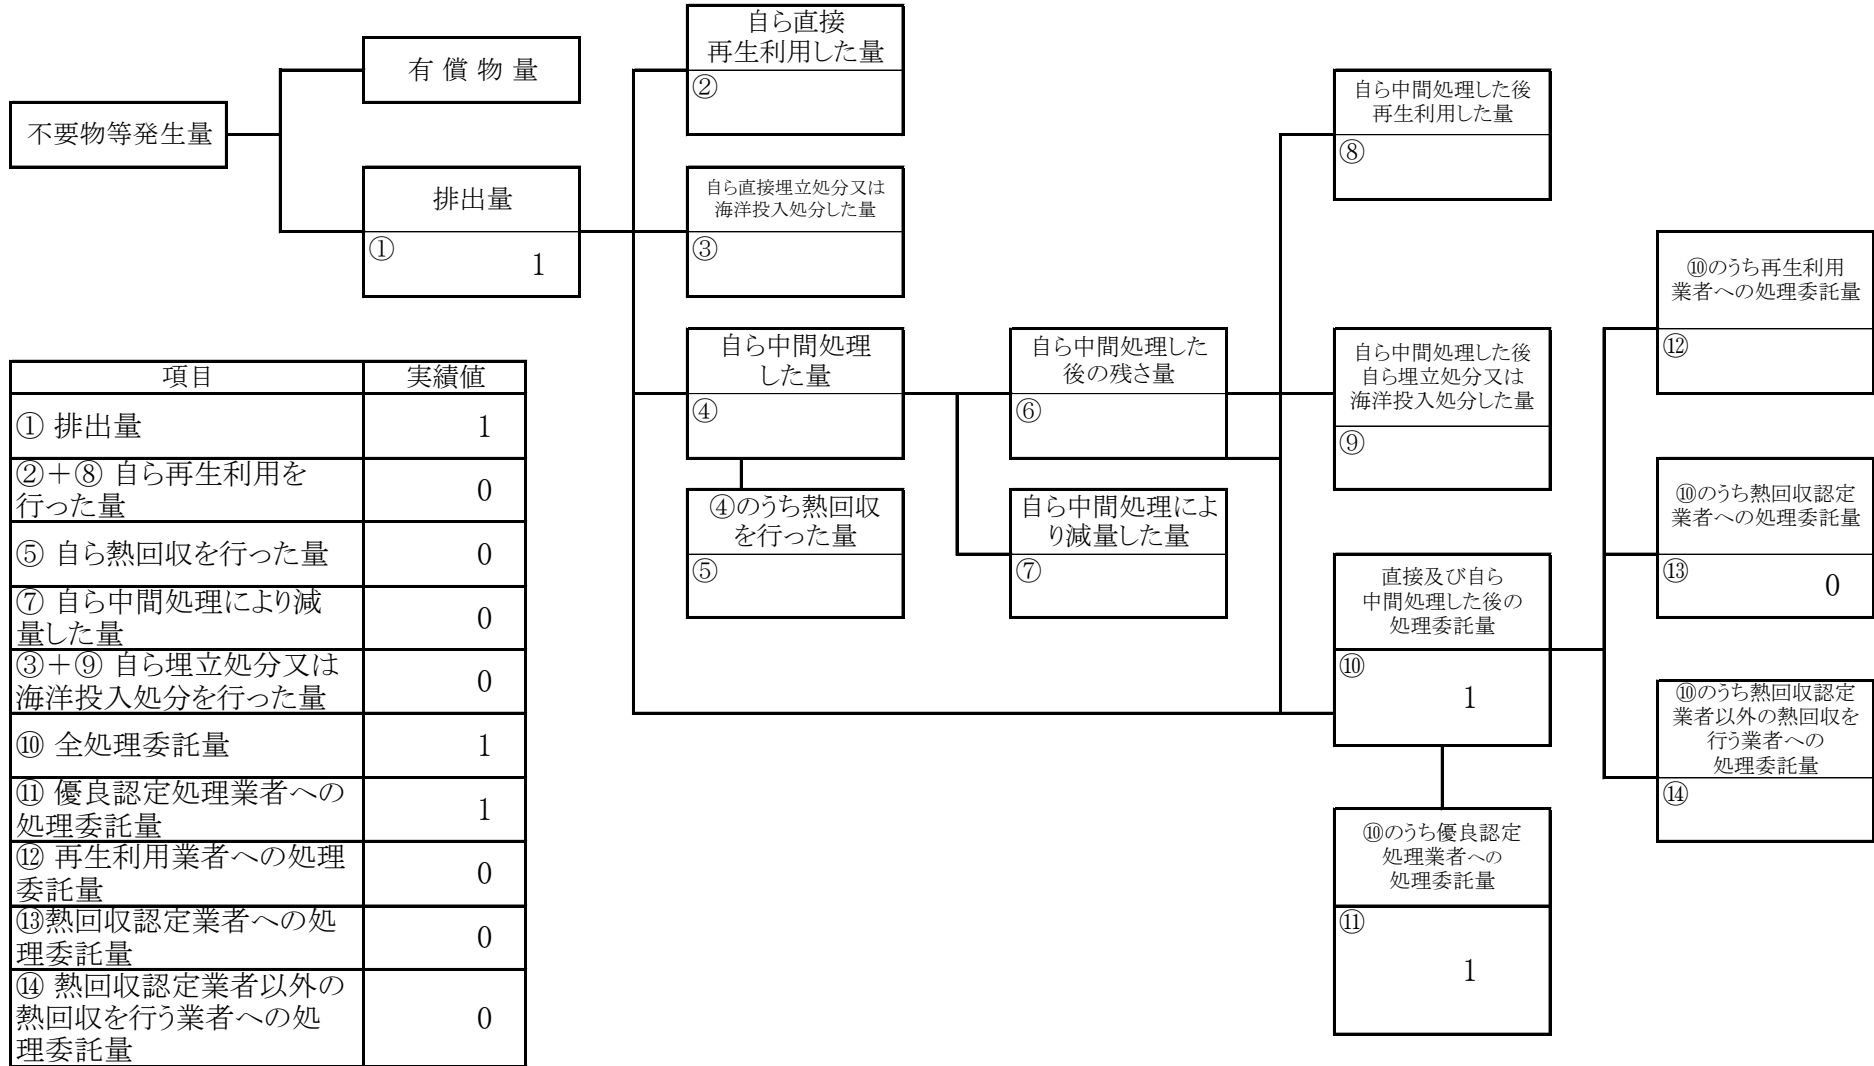 不要物等発生量
有償物量
排出量
①
1
自ら直接
再生利用した量
②
自ら直接埋立処分又は
海洋投入処分した量
③
自ら中間処理
した量
④
④のうち熱回収
を行った量
⑤
自ら中間処理した
後の残さ量
⑥
自ら中間処理によ
り減量した量
⑦
自ら中間処理した後
再生利用した量
⑧
自ら中間処理した後
自ら埋立処分又は
海洋投入処分した量
⑨
直接及び自ら
中間処理した後の
処理委託量
⑩
1
⑩のうち優良認定
処理業者への
処理委託量
⑪
1
⑩のうち再生利用
業者への処理委託量
⑫
⑩のうち熱回収認定
業者への処理委託量
⑬
0
⑩のうち熱回収認定
業者以外の熱回収を
行う業者への
処理委託量
⑭
項目 実績値
① 排出量 1
②+⑧ 自ら再生利用を
行った量 0
⑤ 自ら熱回収を行った量 0
⑦ 自ら中間処理により減
量した量 0
③+⑨ 自ら埋立処分又は
海洋投入処分を行った量 0
⑩ 全処理委託量 1
⑪ 優良認定処理業者への
処理委託量 1
⑫ 再生利用業者への処理
委託量 0
⑬熱回収認定業者への処
理委託量 0
⑭ 熱回収認定業者以外の
熱回収を行う業者への処
理委託量 0